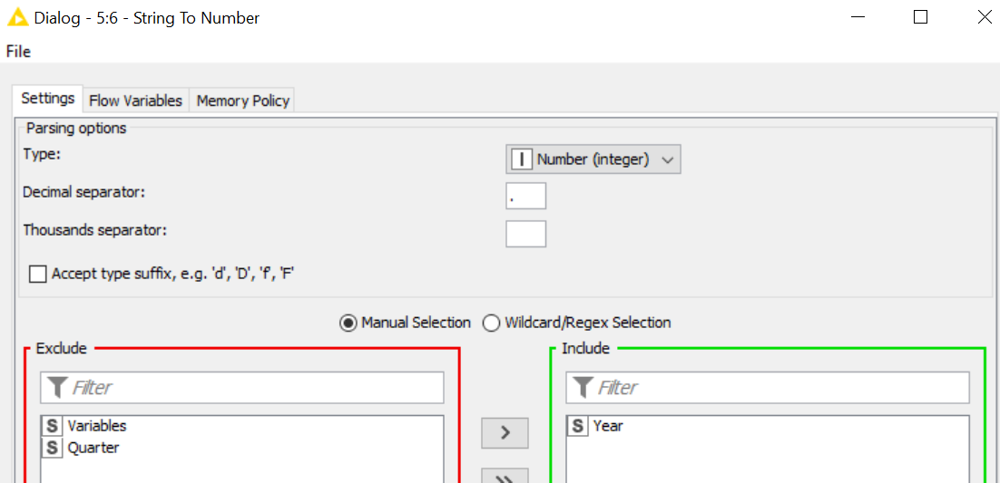 Dialog - 5:6 - String To Number
File
Settings Flow Variables Memory Policy
Parsing options
Type: I Number (integer)
Decimal separator: .
Thousands separator:
Accept type suffix, e.g. 'd', 'D', 'f', 'F'
Manual Selection Wildcard/Regex Selection
Exclude Include
Filter Filter
S Variables > S Year
S Quarter
>>